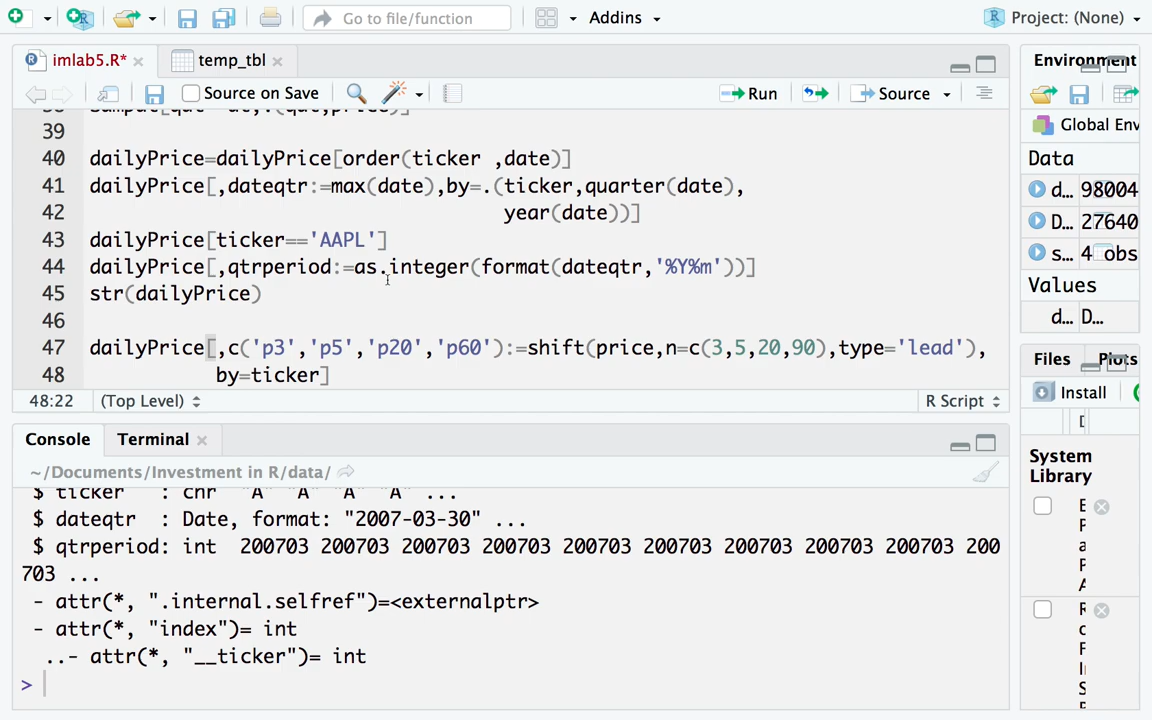 Go to file/function
Addins
Project: (None)
imlab5.R*
temp_tbl
Source on Save
Run
Source
39
40 dailyPrice=dailyPrice[order(ticker ,date)]
41 dailyPrice[,dateqtr:=max(date),by=.(ticker,quarter(date),
42 year(date))]
43 dailyPrice[ticker=='AAPL']
44 dailyPrice[,qtrperiod:=as.integer(format(dateqtr,'%Y%m'))]
45 str(dailyPrice)
46
47 dailyPrice[,c('p3','p5','p20','p60'):=shift(price,n=c(3,5,20,90),type='lead'),
48 by=ticker]
48:22 (Top Level) R Script
Console Terminal
~/Documents/Investment in R/data/
$ ticker : chr "A" "A" "A" "A" ...
$ dateqtr : Date, format: "2007-03-30" ...
$ qtrperiod: int 200703 200703 200703 200703 200703 200703 200703 200703 200703 200
703 ...
- attr(*, ".internal.selfref")=<externalptr>
- attr(*, "index")= int
..- attr(*, "__ticker")= int
>
Environment
Global Env
Data
d... 98004
D... 27640
s... 4 obs
Values
d... D...
Files Plots
Install
System
Library